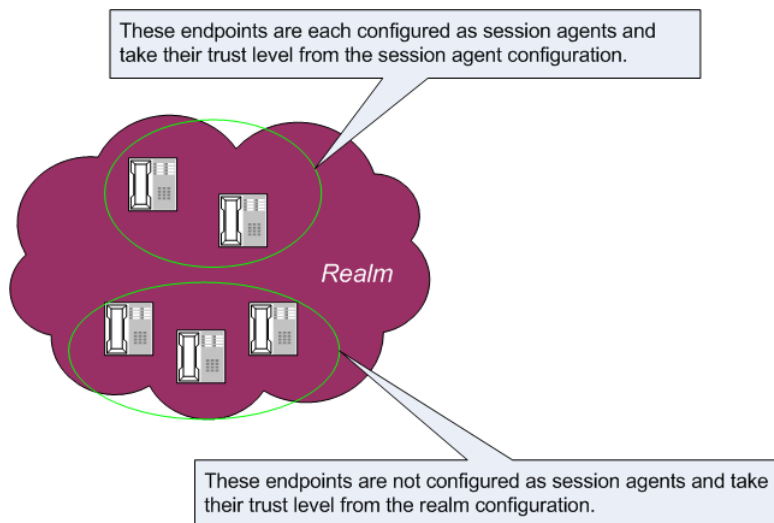 These endpoints are each configured as session agents and
take their trust level from the session agent configuration.
Realm
These endpoints are not configured as session agents and take
their trust level from the realm configuration.